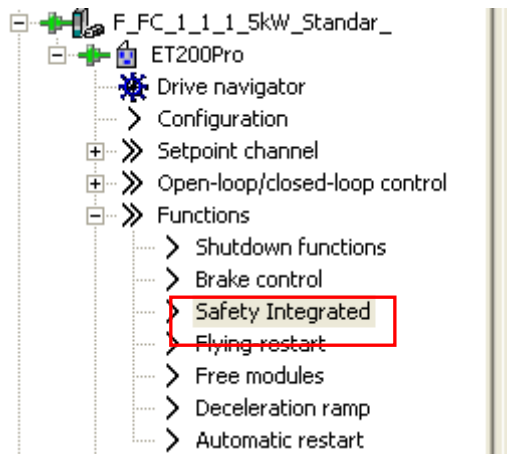 F_FC_1_1_1_5kW_Standar_
ET200Pro
Drive navigator
Configuration
Setpoint channel
Open-loop/closed-loop control
Functions
Shutdown functions
Brake control
Safety Integrated
Flying restart
Free modules
Deceleration ramp
Automatic restart